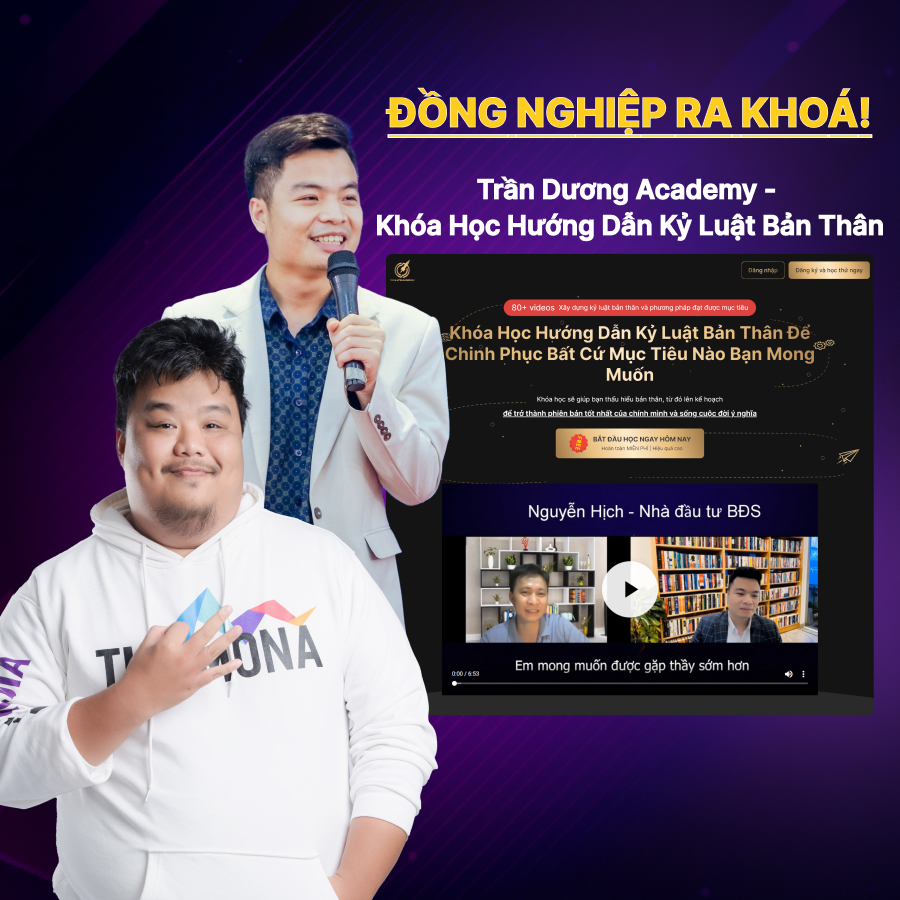 ĐỒNG NGHIỆP RA KHOÁ!
Trần Dương Academy -
Khóa Học Hướng Dẫn Kỷ Luật Bản Thân
Đăng nhập
Đăng ký và học thử ngay
80+ videos Xây dựng kỷ luật bản thân và phương pháp đạt được mục tiêu
Khóa Học Hướng Dẫn Kỷ Luật Bản Thân Để
Chinh Phục Bất Cứ Mục Tiêu Nào Bạn Mong
Muốn
Khóa học sẽ giúp bạn thấu hiểu bản thân, từ đó lên kế hoạch
để trở thành phiên bản tốt nhất của chính mình và sống cuộc đời ý nghĩa
BẮT ĐẦU HỌC NGAY HÔM NAY
Hoàn toàn MIỄN PHÍ | Hiệu quả cao
Nguyễn Hịch - Nhà đầu tư BĐS
Em mong muốn được gặp thầy sớm hơn
0:00 / 6:53
MONA